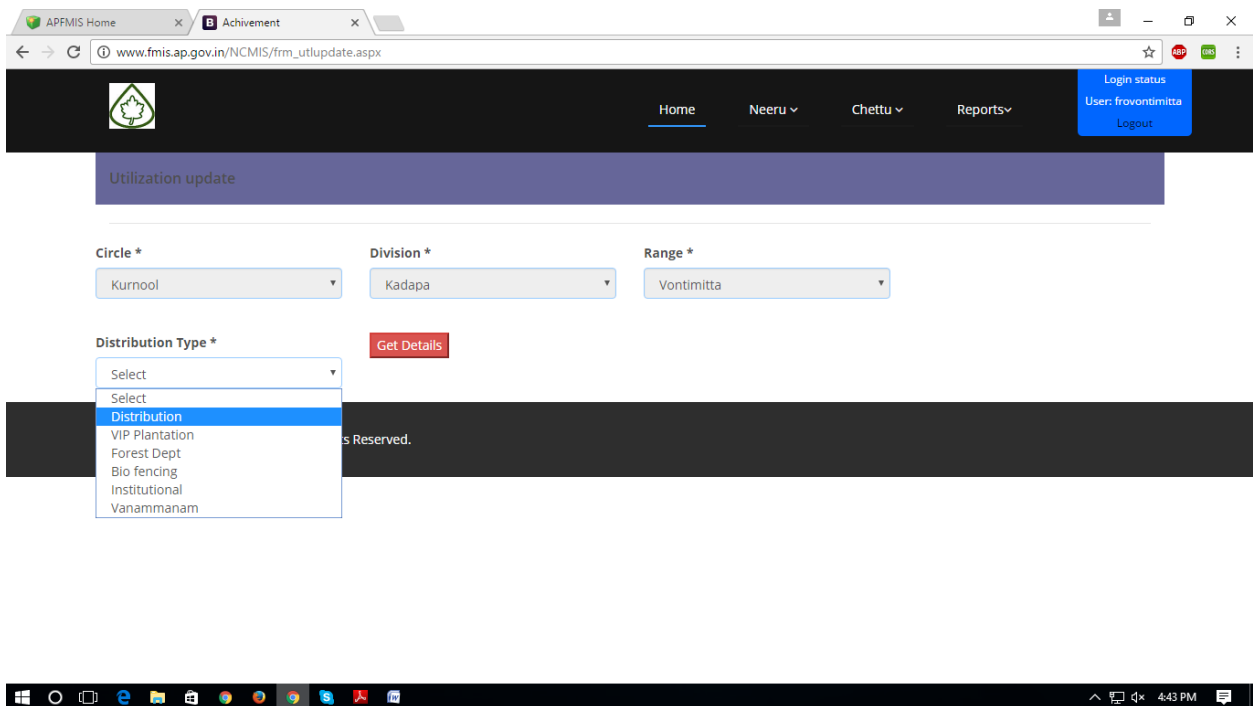 APFMIS Home
B Achivement
www.fmis.ap.gov.in/NCMIS/frm_utlupdate.aspx
ABP
CORS
Home Neeru Chettu Reports
Login status
User: frovontimitta
Logout
Utilization update
Circle * Division * Range *
Kurnool Kadapa Vontimitta
Distribution Type * Get Details
Select
Select
Distribution
VIP Plantation
s Reserved.
Forest Dept
Bio fencing
Institutional
Vanammanam
4:43 PM